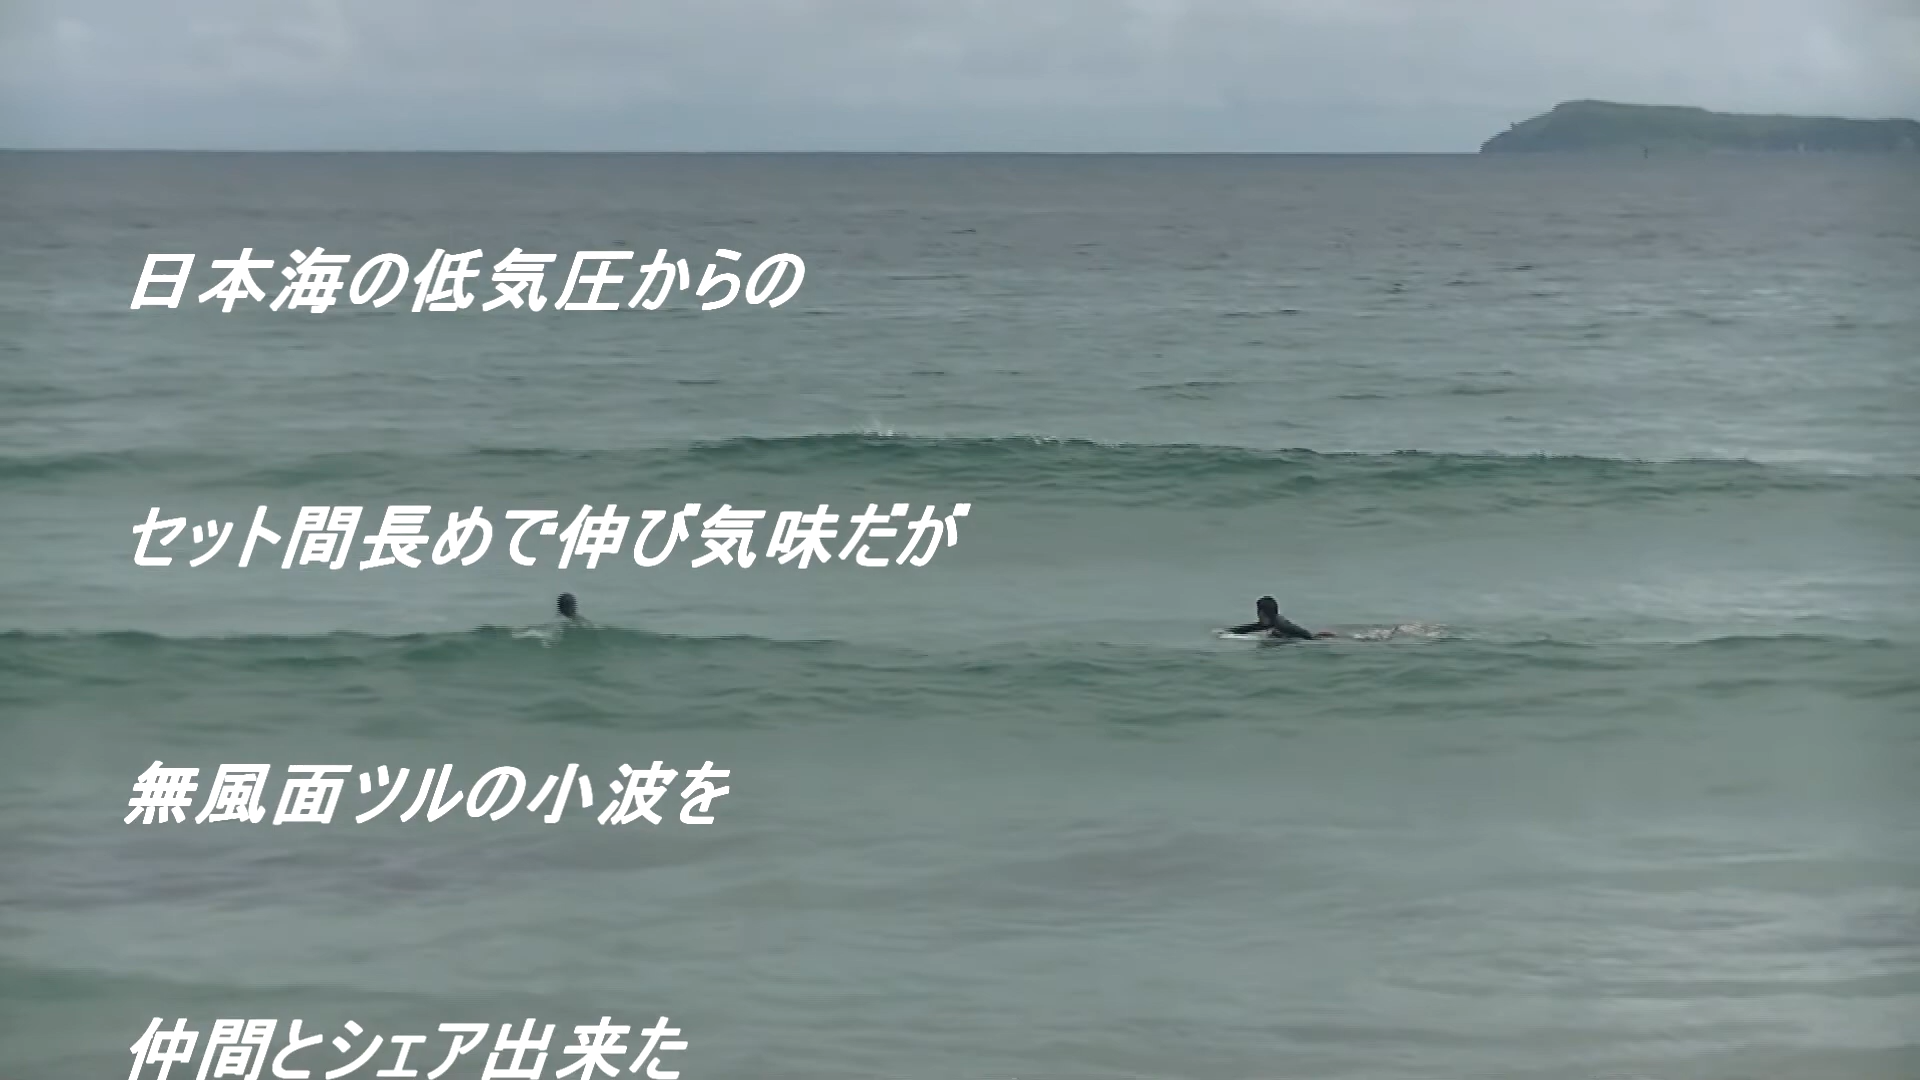 日本海の低気圧からの
セット間長めで伸び気味だが
無風面ツルの小波を
仲間とシェア出来た